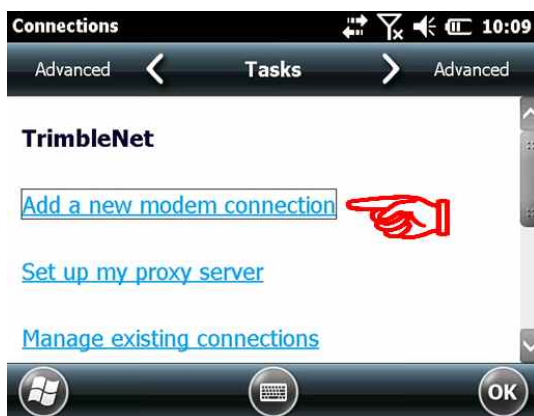 Connections 10:09
Advanced Tasks Advanced
TrimbleNet
Add a new modem connection
Set up my proxy server
Manage existing connections
OK